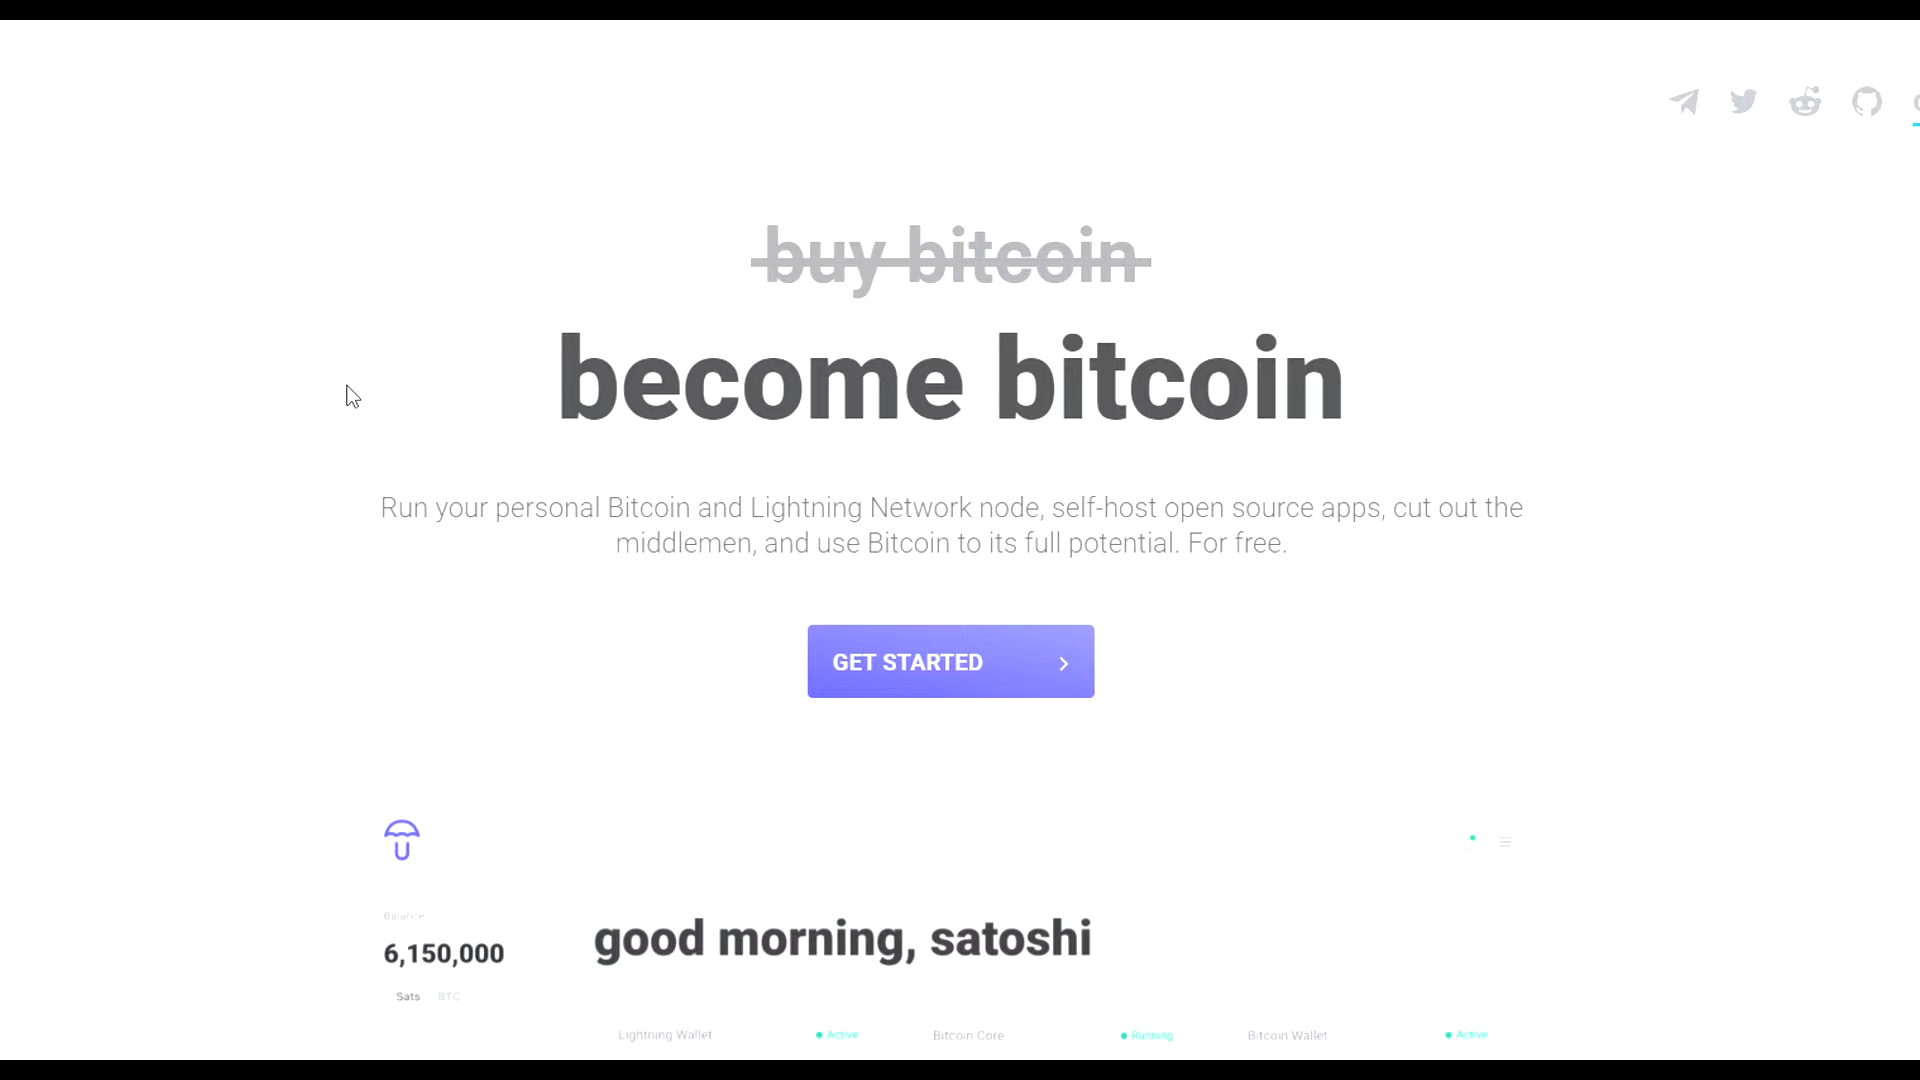 buy bitcoin
become bitcoin
Run your personal Bitcoin and Lightning Network node, self-host open source apps, cut out the
middlemen, and use Bitcoin to its full potential. For free.
GET STARTED
Balance
6,150,000
Sats BTC
good morning, satoshi
Lightning Wallet Active Bitcoin Core Running Bitcoin Wallet Active